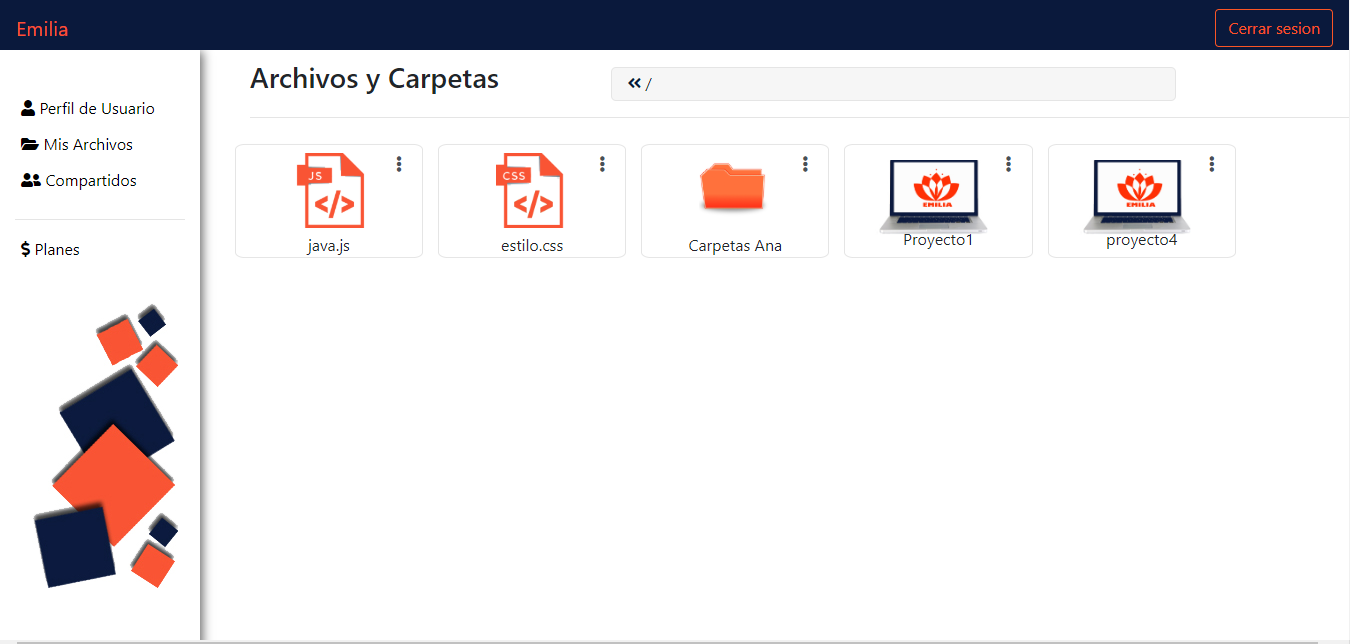 Emilia
Cerrar sesion
Perfil de Usuario
Mis Archivos
Compartidos
$ Planes
Archivos y Carpetas
« /
JS
</>
java.js
CSS
</>
estilo.css
Carpetas Ana
EMILIA
Proyecto1
EMILIA
proyecto4